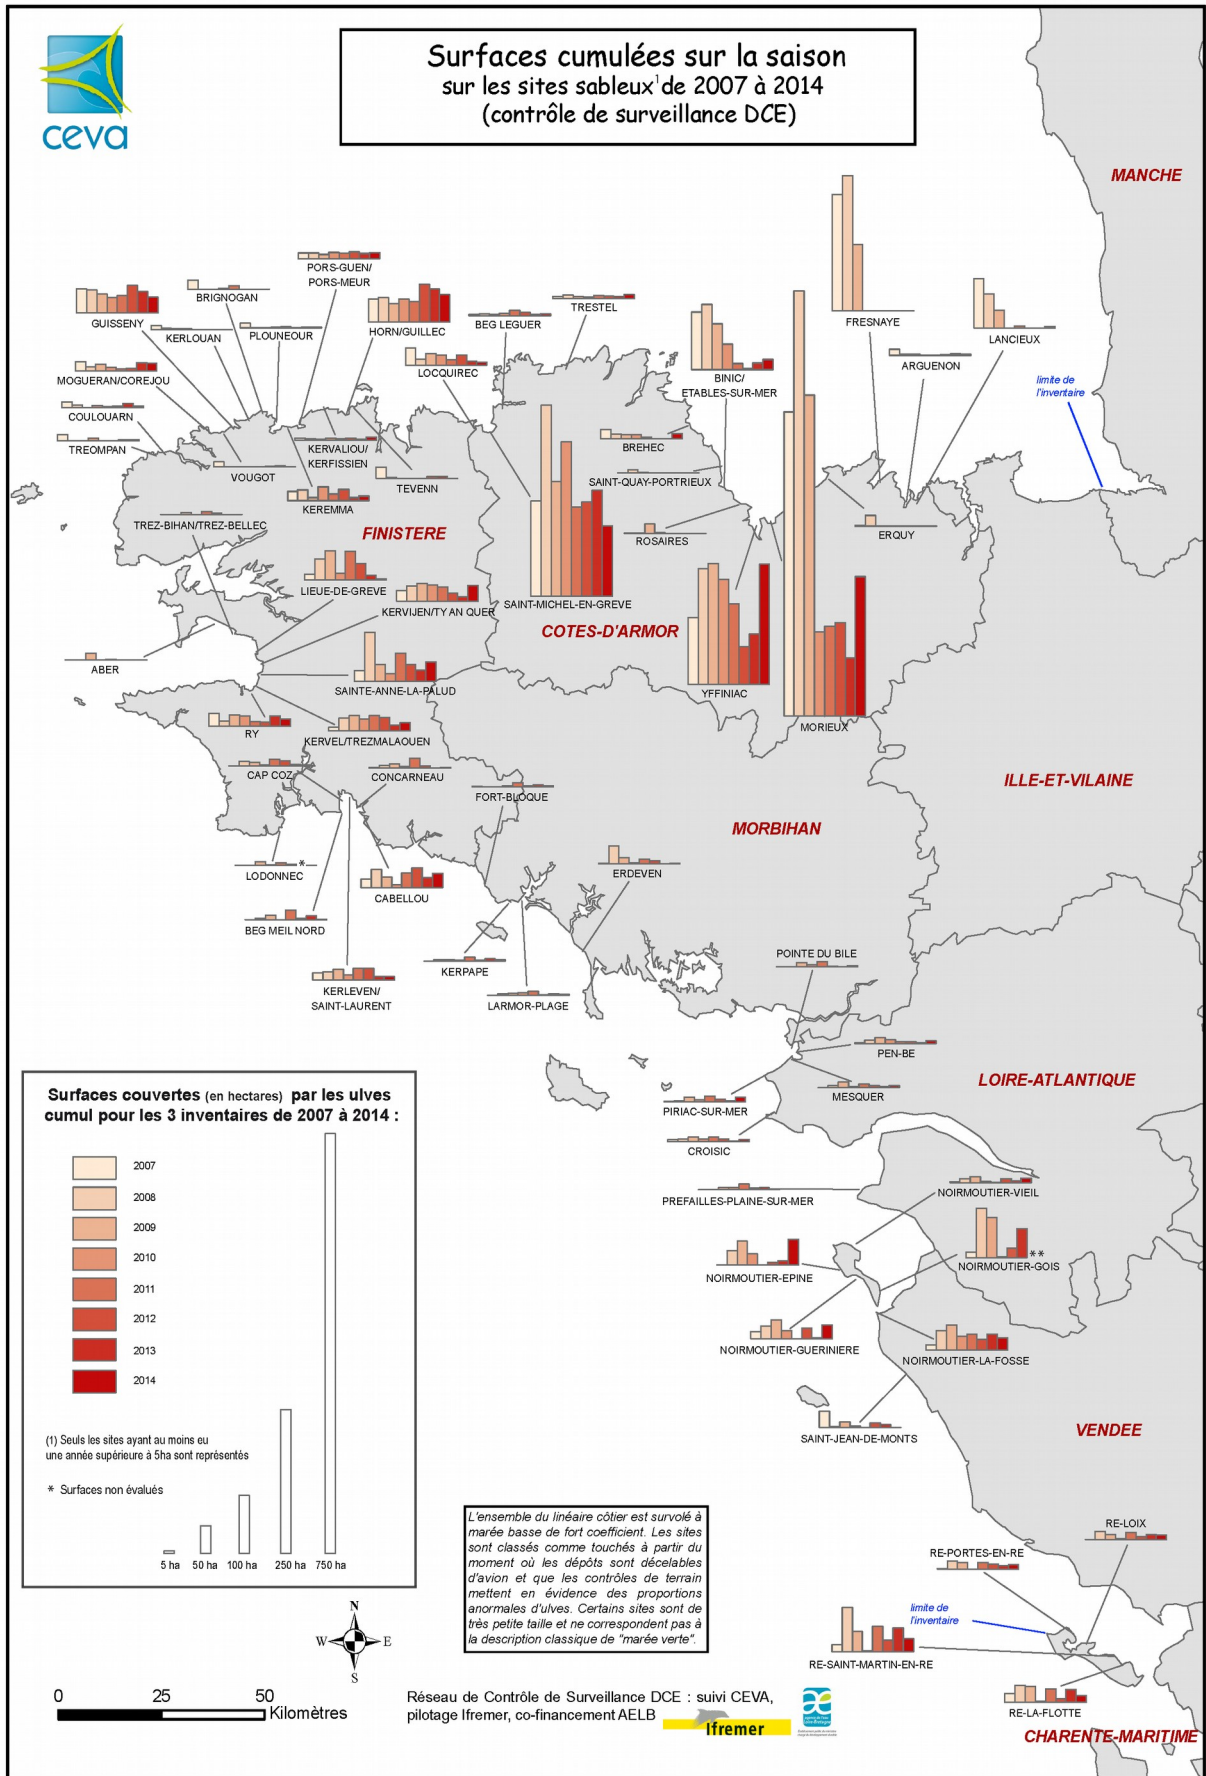 ceva
Surfaces cumulées sur la saison
sur les sites sableux¹ de 2007 à 2014
(contrôle de surveillance DCE)
MANCHE
PORS-GUEN/
PORS-MEUR
BRIGNOGAN
GUISSENY
KERLOUAN
PLOUNEOUR
HORN/GUILLEC
BEG LEGUER
TRESTEL
FRESNAYE
LANCIEUX
ARGUENON
LOCQUIREC
BINIC/
ETABLES-SUR-MER
limite de
l'inventaire
MOGUERAN/COREJOU
COULOUARN
TREOMPAN
KERVALIOU/
KERFISSIEN
VOUGOT
TEVENN
BREHEC
SAINT-QUAY-PORTRIEUX
KEREMMA
TREZ-BIHAN/TREZ-BELLEC
FINISTERE
ROSAIRES
ERQUY
LIEUE-DE-GREVE
KERVIJEN/TY AN QUER
SAINT-MICHEL-EN-GREVE
COTES-D'ARMOR
ABER
SAINTE-ANNE-LA-PALUD
YFFINIAC
MORIEUX
RY
KERVEL/TREZMALAOUEN
CAP COZ
CONCARNEAU
FORT-BLOQUE
ILLE-ET-VILAINE
MORBIHAN
LODONNEC
*
CABELLOU
ERDEVEN
BEG MEIL NORD
KERPAPE
POINTE DU BILE
KERLEVEN/
SAINT-LAURENT
LARMOR-PLAGE
PEN-BE
LOIRE-ATLANTIQUE
MESQUER
PIRIAC-SUR-MER
CROISIC
PREFAILLES-PLAINE-SUR-MER
NOIRMOUTIER-VIEIL
NOIRMOUTIER-GOIS
**
NOIRMOUTIER-EPINE
NOIRMOUTIER-GUERINIERE
NOIRMOUTIER-LA-FOSSE
SAINT-JEAN-DE-MONTS
VENDEE
RE-LOIX
RE-PORTES-EN-RE
limite de
l'inventaire
RE-SAINT-MARTIN-EN-RE
RE-LA-FLOTTE
CHARENTE-MARITIME
Surfaces couvertes (en hectares) par les ulves
cumul pour les 3 inventaires de 2007 à 2014 :
2007
2008
2009
2010
2011
2012
2013
2014
(1) Seuls les sites ayant au moins eu
une année supérieure à 5ha sont représentés
* Surfaces non évalués
5 ha 50 ha 100 ha 250 ha 750 ha
L'ensemble du linéaire côtier est survolé à
marée basse de fort coefficient. Les sites
sont classés comme touchés à partir du
moment où les dépôts sont décelables
d'avion et que les contrôles de terrain
mettent en évidence des proportions
anormales d'ulves. Certains sites sont de
très petite taille et ne correspondent pas à
la description classique de "marée verte".
N
W E
S
0 25 50
Kilomètres
Réseau de Contrôle de Surveillance DCE : suivi CEVA,
pilotage Ifremer, co-financement AELB
Ifremer